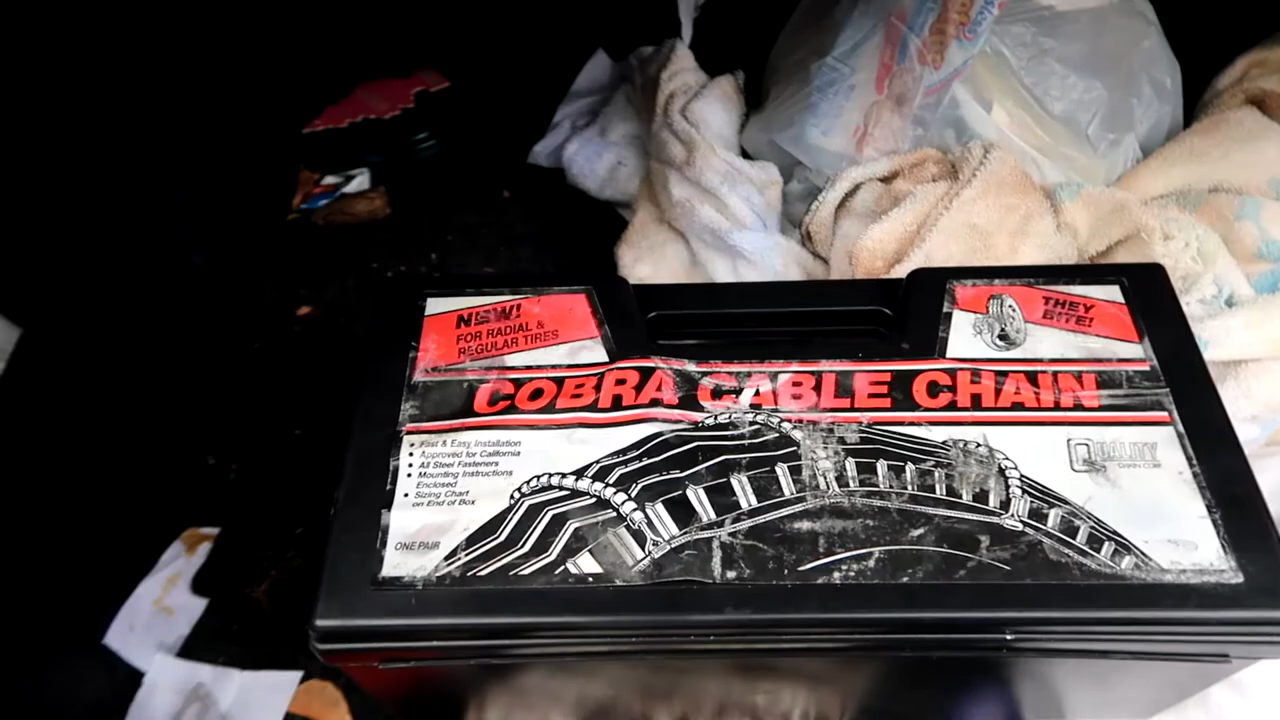 NEW!
FOR RADIAL &
REGULAR TIRES
THEY
BITE!
COBRA CABLE CHAIN
• Fast & Easy Installation
• Approved for California
• All Steel Fasteners
• Mounting Instructions
Enclosed
• Sizing Chart
on End of Box
QUALITY
CHAIN CORP
ONE PAIR